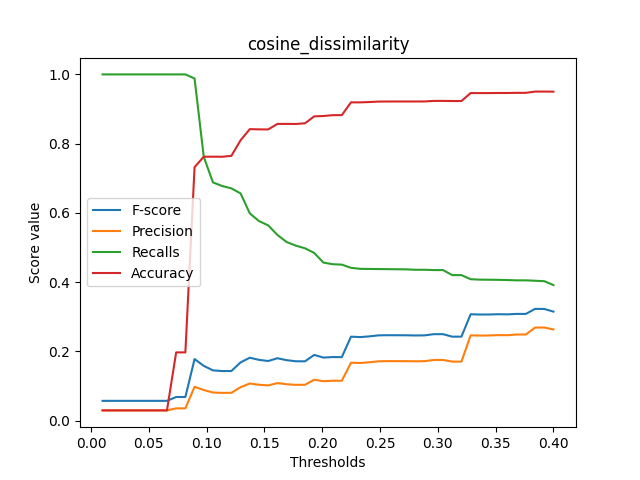 cosine_dissimilarity
1.0
0.8
0.6
0.4
0.2
0.0
Score value
F-score
Precision
Recalls
Accuracy
0.00 0.05 0.10 0.15 0.20 0.25 0.30 0.35 0.40
Thresholds